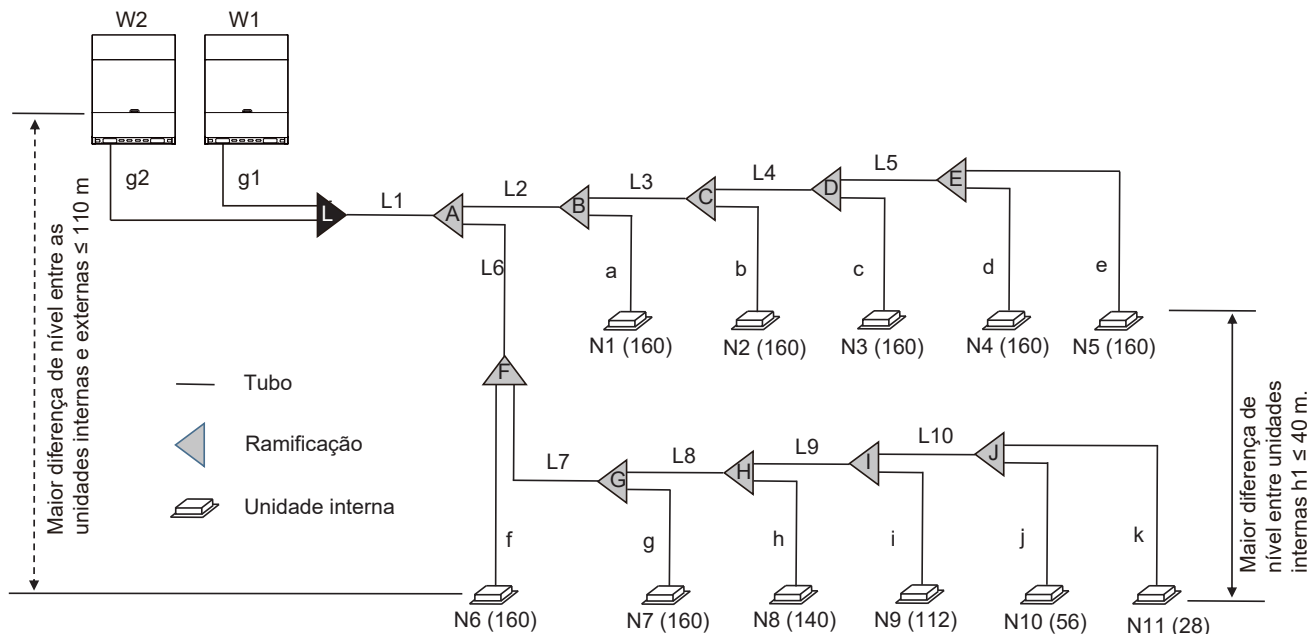 W2
W1
g2
g1
L
L1
A
L2
B
L3
C
L4
D
L5
E
L6
a
b
c
d
e
N1 (160)
N2 (160)
N3 (160)
N4 (160)
N5 (160)
F
L7
G
L8
H
L9
I
L10
J
f
g
h
i
j
k
N6 (160)
N7 (160)
N8 (140)
N9 (112)
N10 (56)
N11 (28)
Tubo
Ramificação
Unidade interna
Maior diferença de nível entre as
unidades internas e externas ≤ 110 m
Maior diferença de
nível entre unidades
internas h1 ≤ 40 m.